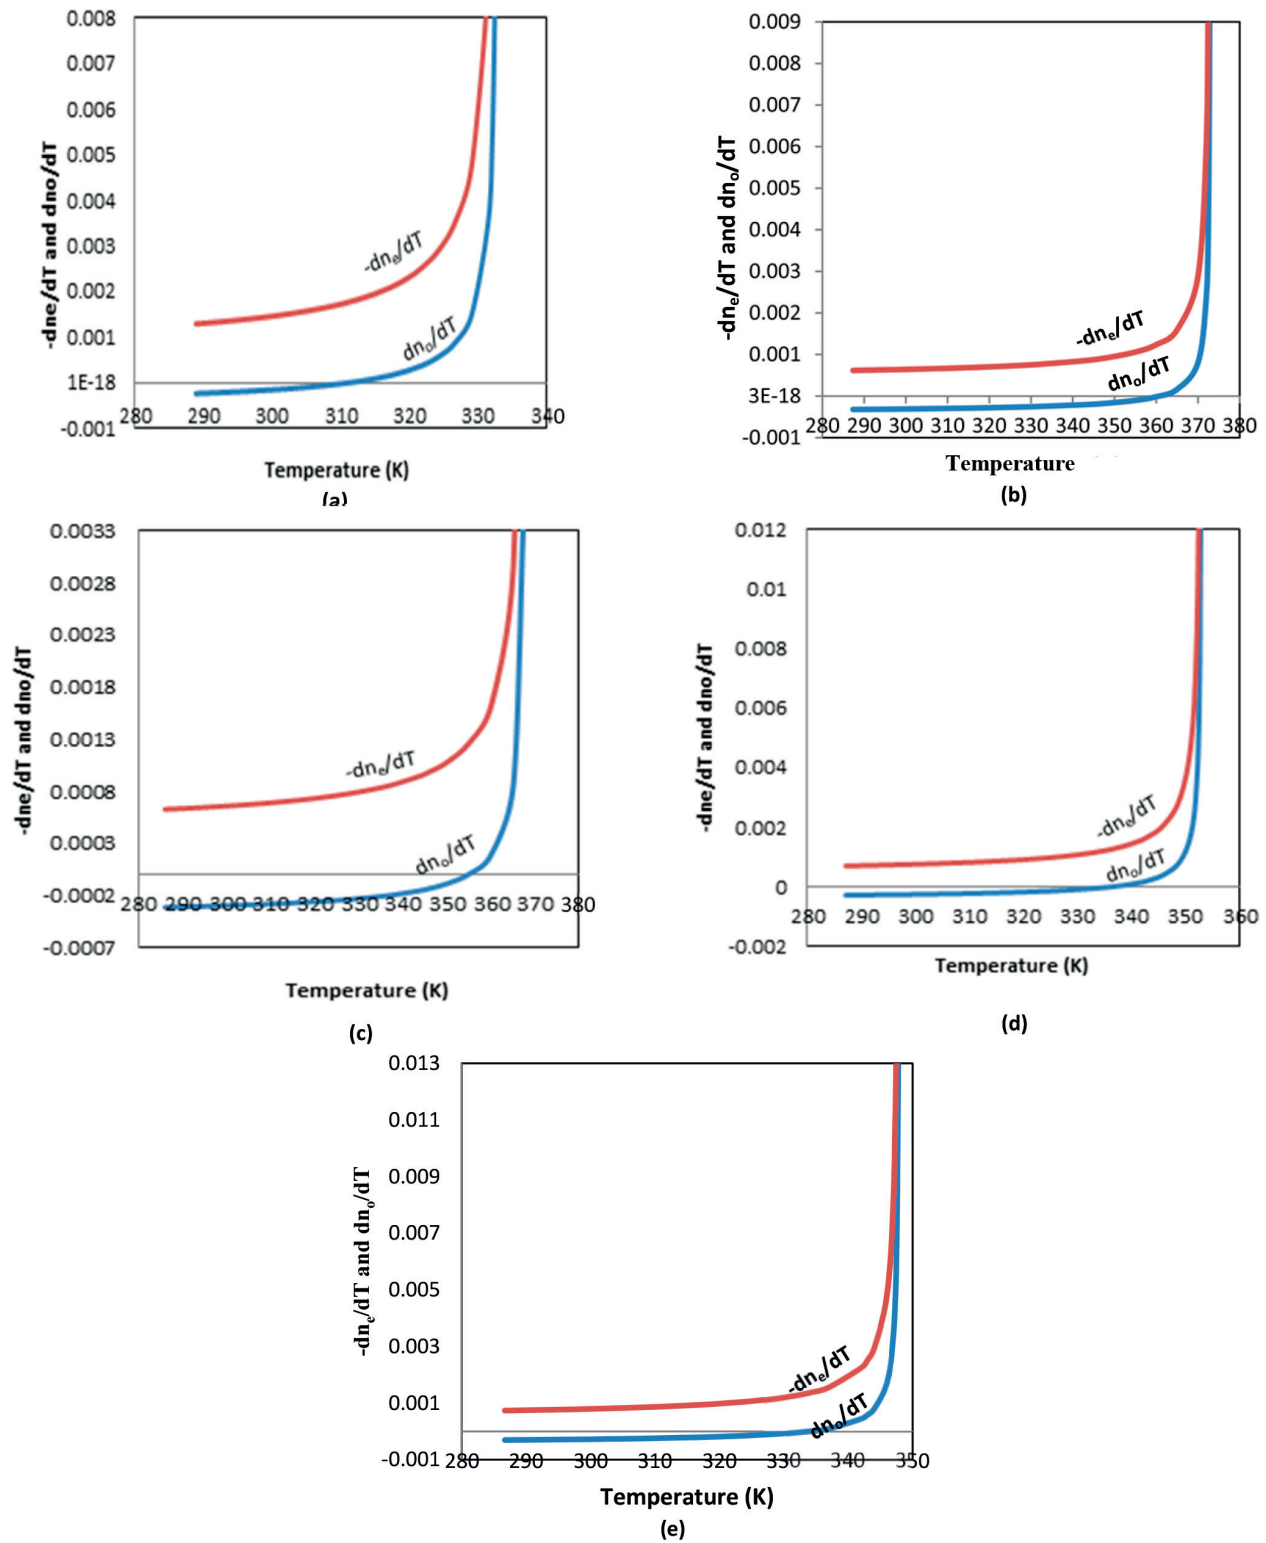 0.008
0.007
0.006
0.005
0.004
0.003
0.002
0.001
1E-18
-0.001
-dne/dT and dno/dT
-dnₑ/dT
dnₒ/dT
280 290 300 310 320 330 340
Temperature (K)
(a)
0.009
0.008
0.007
0.006
0.005
0.004
0.003
0.002
0.001
3E-18
-0.001
-dnₑ/dT and dnₒ/dT
-dnₑ/dT
dnₒ/dT
280 290 300 310 320 330 340 350 360 370 380
Temperature
(b)
0.0033
0.0028
0.0023
0.0018
0.0013
0.0008
0.0003
-0.0002
-0.0007
-dne/dT and dno/dT
-dnₑ/dT
dnₒ/dT
280 290 300 310 320 330 340 350 360 370 380
Temperature (K)
(c)
0.012
0.01
0.008
0.006
0.004
0.002
0
-0.002
-dne/dT and dno/dT
-dnₑ/dT
dnₒ/dT
280 290 300 310 320 330 340 350 360
Temperature (K)
(d)
0.013
0.011
0.009
0.007
0.005
0.003
0.001
-0.001
-dnₑ/dT and dnₒ/dT
-dnₑ/dT
dnₒ/dT
280 290 300 310 320 330 340 350
Temperature (K)
(e)